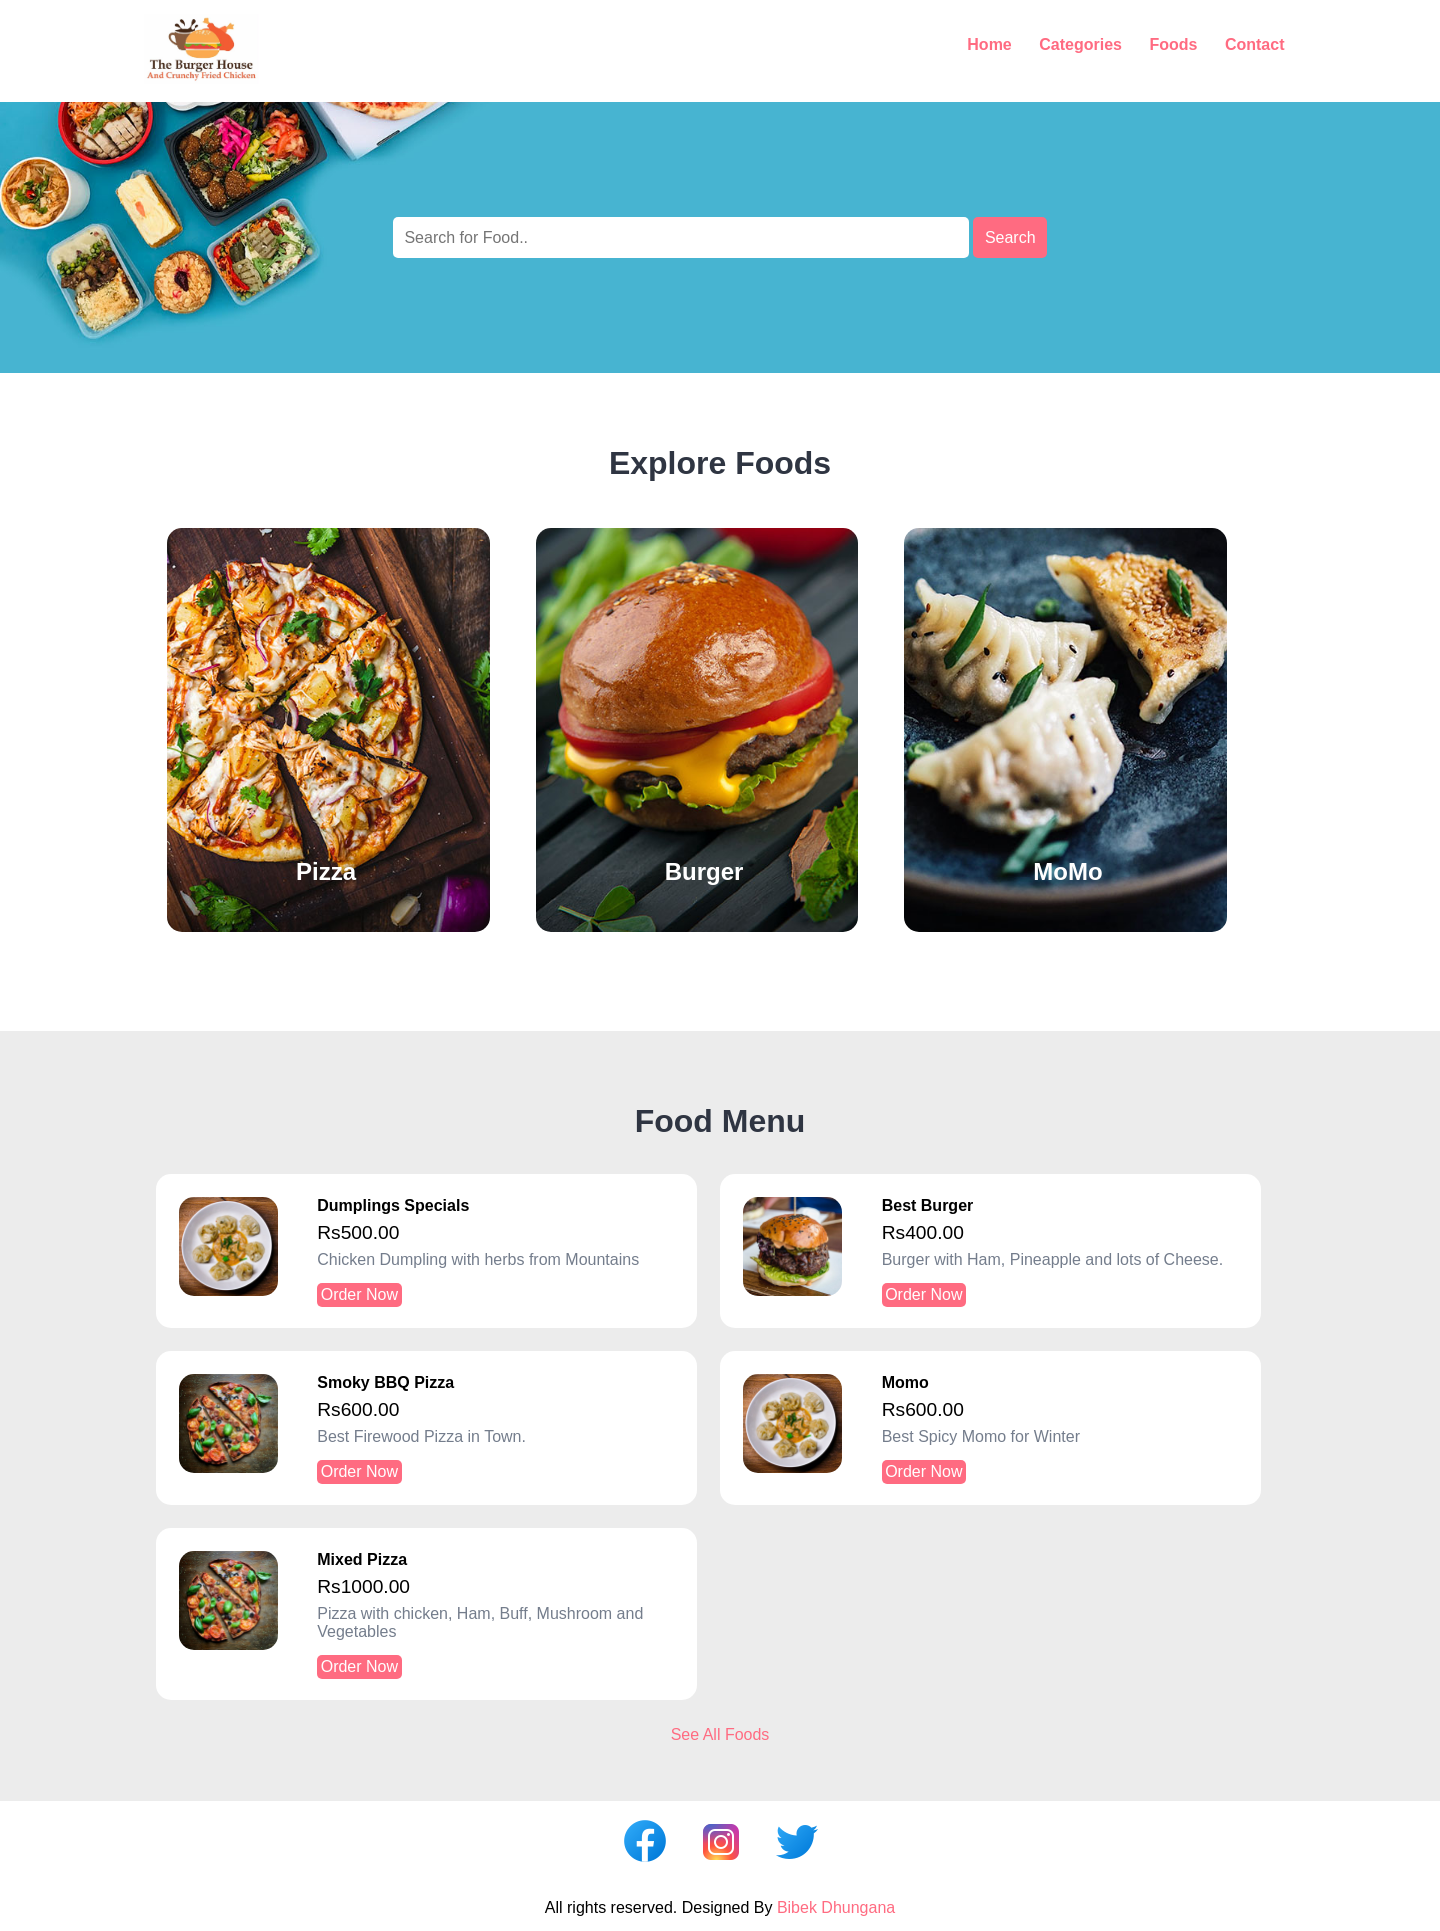 The Burger House
And Crunchy Fried Chicken
Home Categories Foods Contact
Search for Food.. Search
Explore Foods
Pizza
Burger
MoMo
Food Menu
Dumplings Specials
Rs500.00
Chicken Dumpling with herbs from Mountains
Order Now
Best Burger
Rs400.00
Burger with Ham, Pineapple and lots of Cheese.
Order Now
Smoky BBQ Pizza
Rs600.00
Best Firewood Pizza in Town.
Order Now
Momo
Rs600.00
Best Spicy Momo for Winter
Order Now
Mixed Pizza
Rs1000.00
Pizza with chicken, Ham, Buff, Mushroom and
Vegetables
Order Now
See All Foods
All rights reserved. Designed By Bibek Dhungana